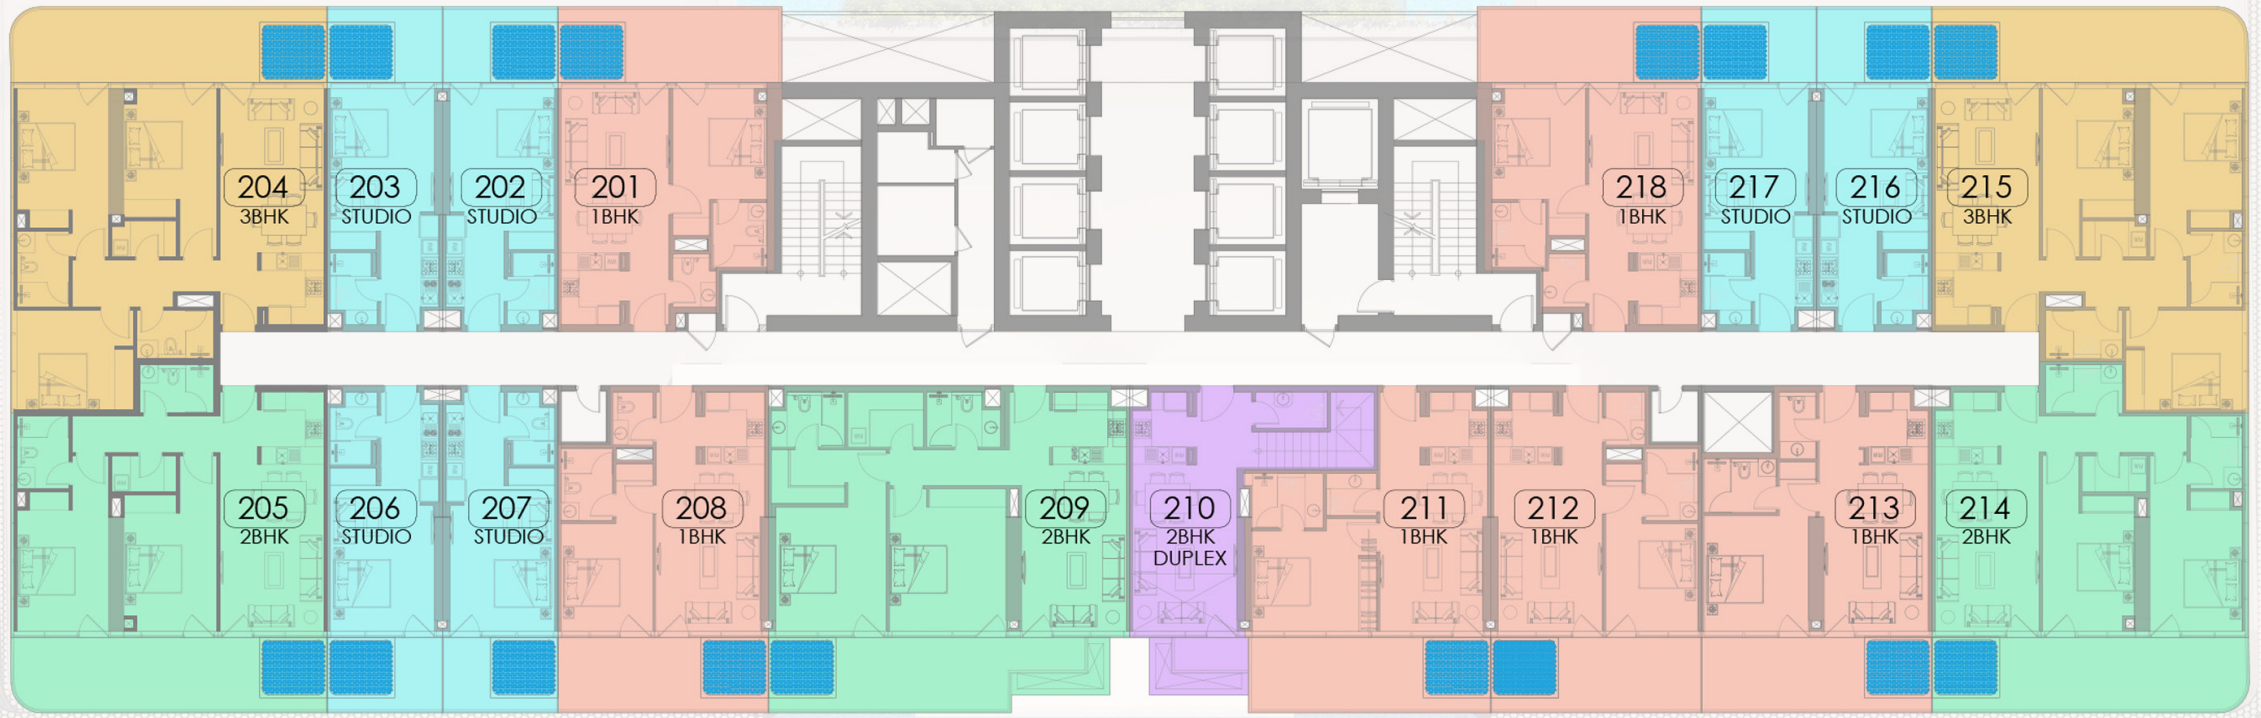 204
3BHK
203
STUDIO
202
STUDIO
201
1BHK
218
1BHK
217
STUDIO
216
STUDIO
215
3BHK
205
2BHK
206
STUDIO
207
STUDIO
208
1BHK
209
2BHK
210
2BHK
DUPLEX
211
1BHK
212
1BHK
213
1BHK
214
2BHK